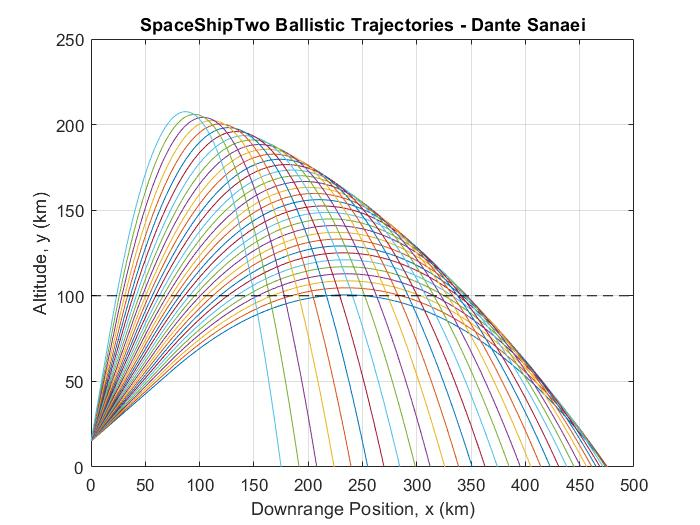 SpaceShipTwo Ballistic Trajectories - Dante Sanaei
250
200
150
100
50
0
Altitude, y (km)
0 50 100 150 200 250 300 350 400 450 500
Downrange Position, x (km)